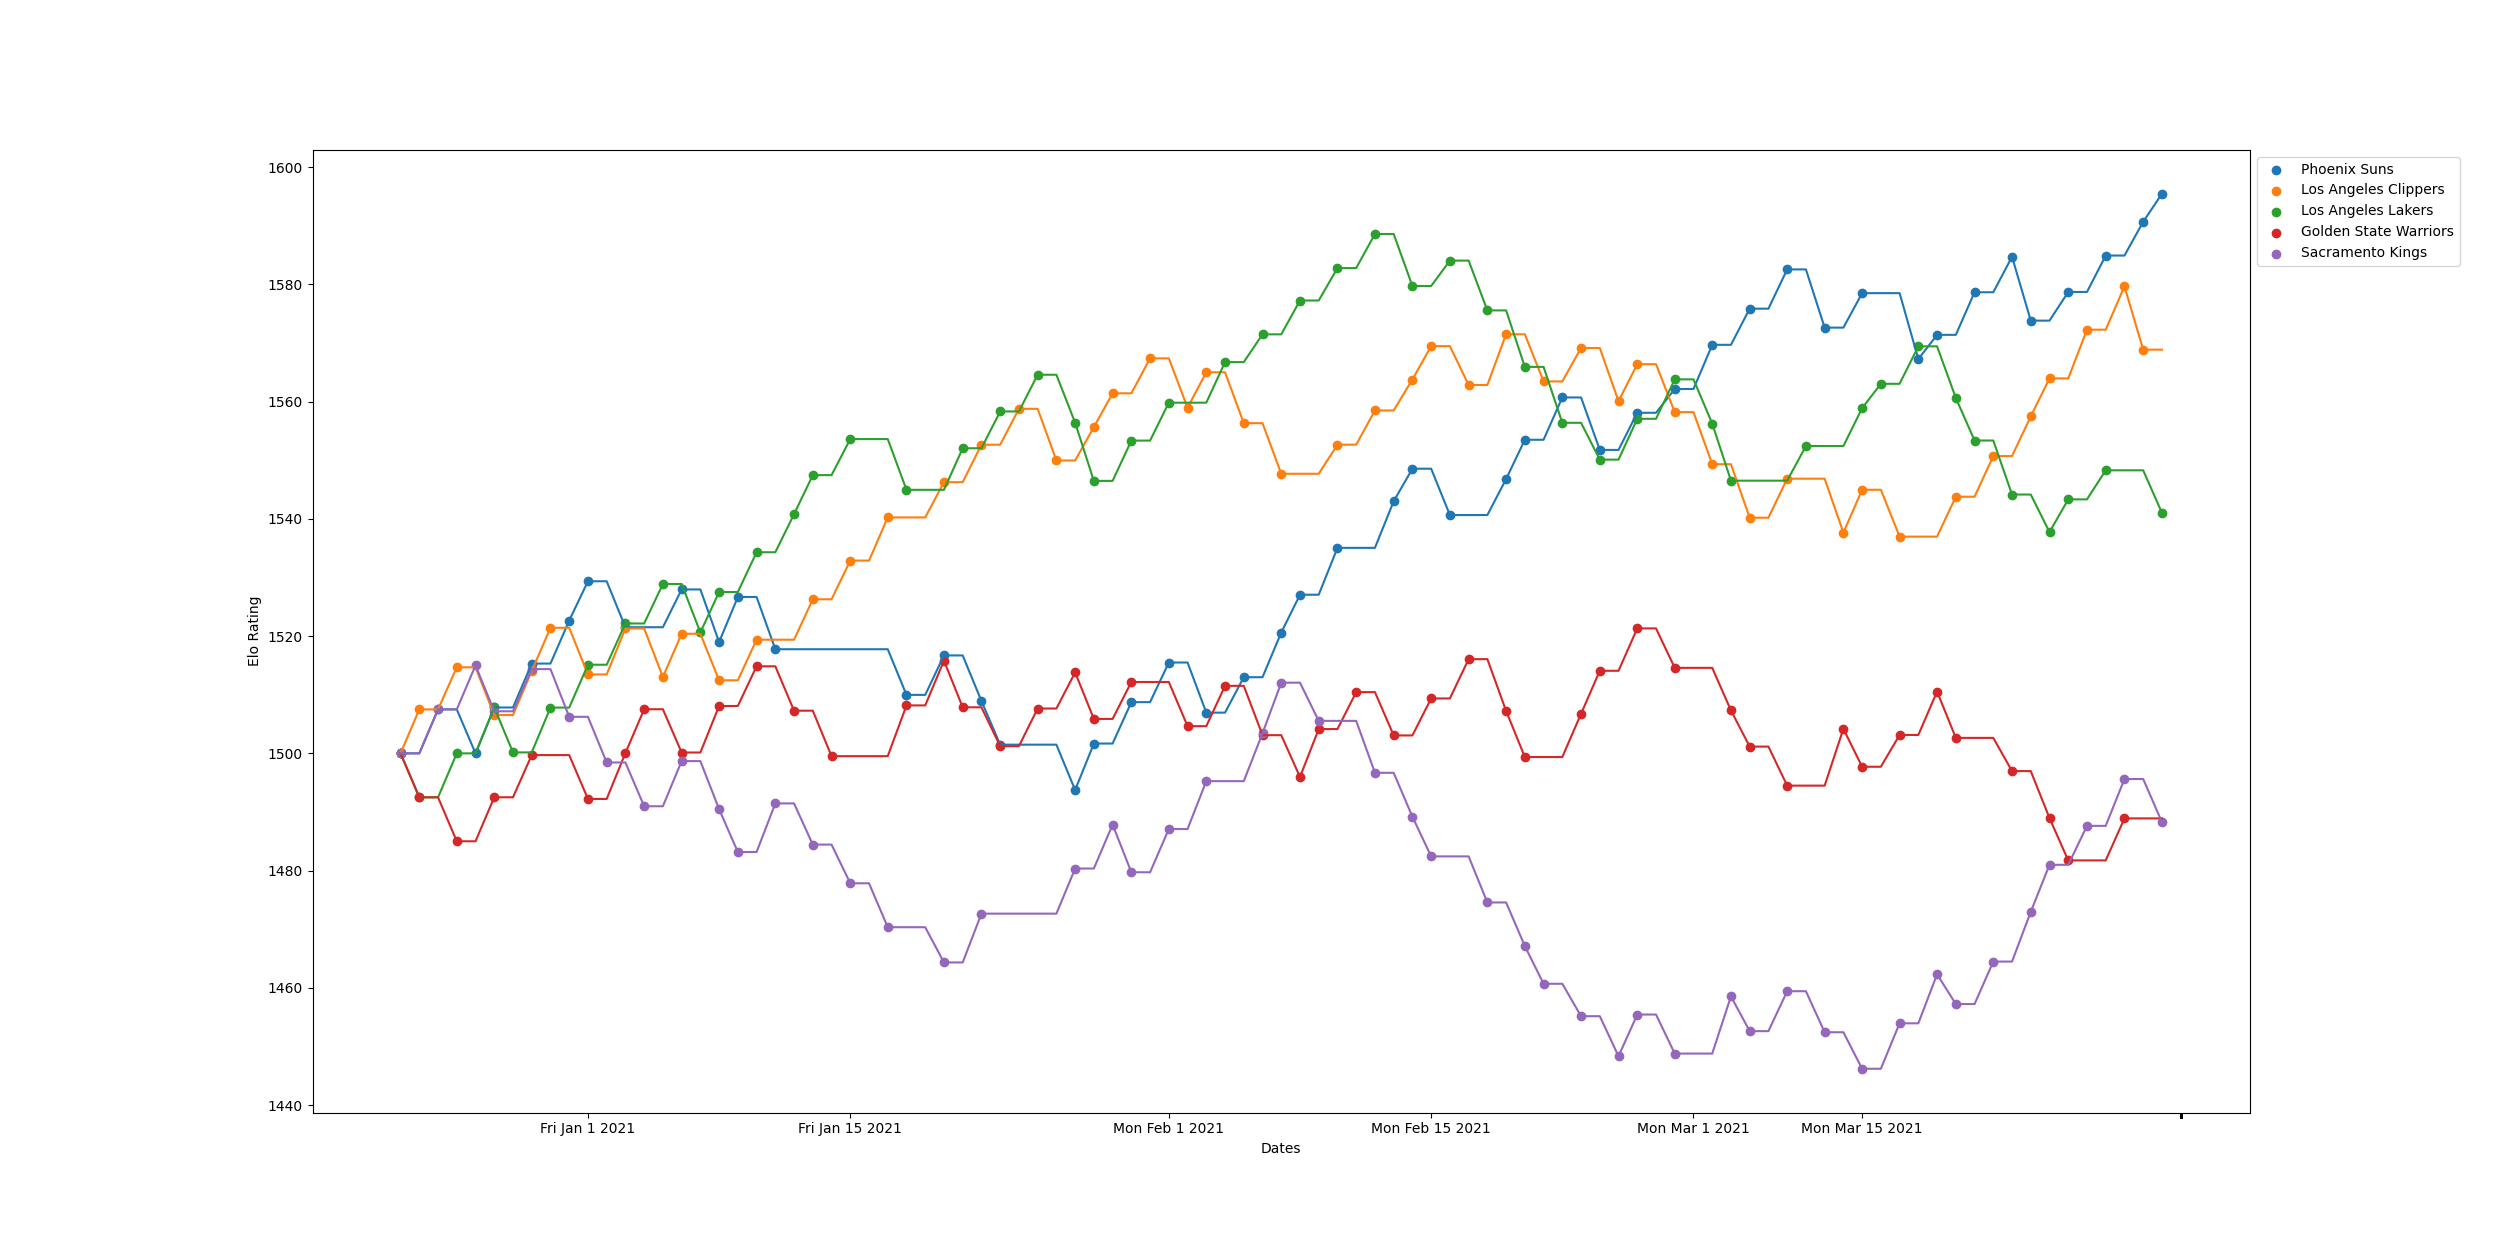 Phoenix Suns
Los Angeles Clippers
Los Angeles Lakers
Golden State Warriors
Sacramento Kings
1600
1580
1560
1540
1520
1500
1480
1460
1440
Elo Rating
Fri Jan 1 2021
Fri Jan 15 2021
Mon Feb 1 2021
Mon Feb 15 2021
Mon Mar 1 2021
Mon Mar 15 2021
Dates